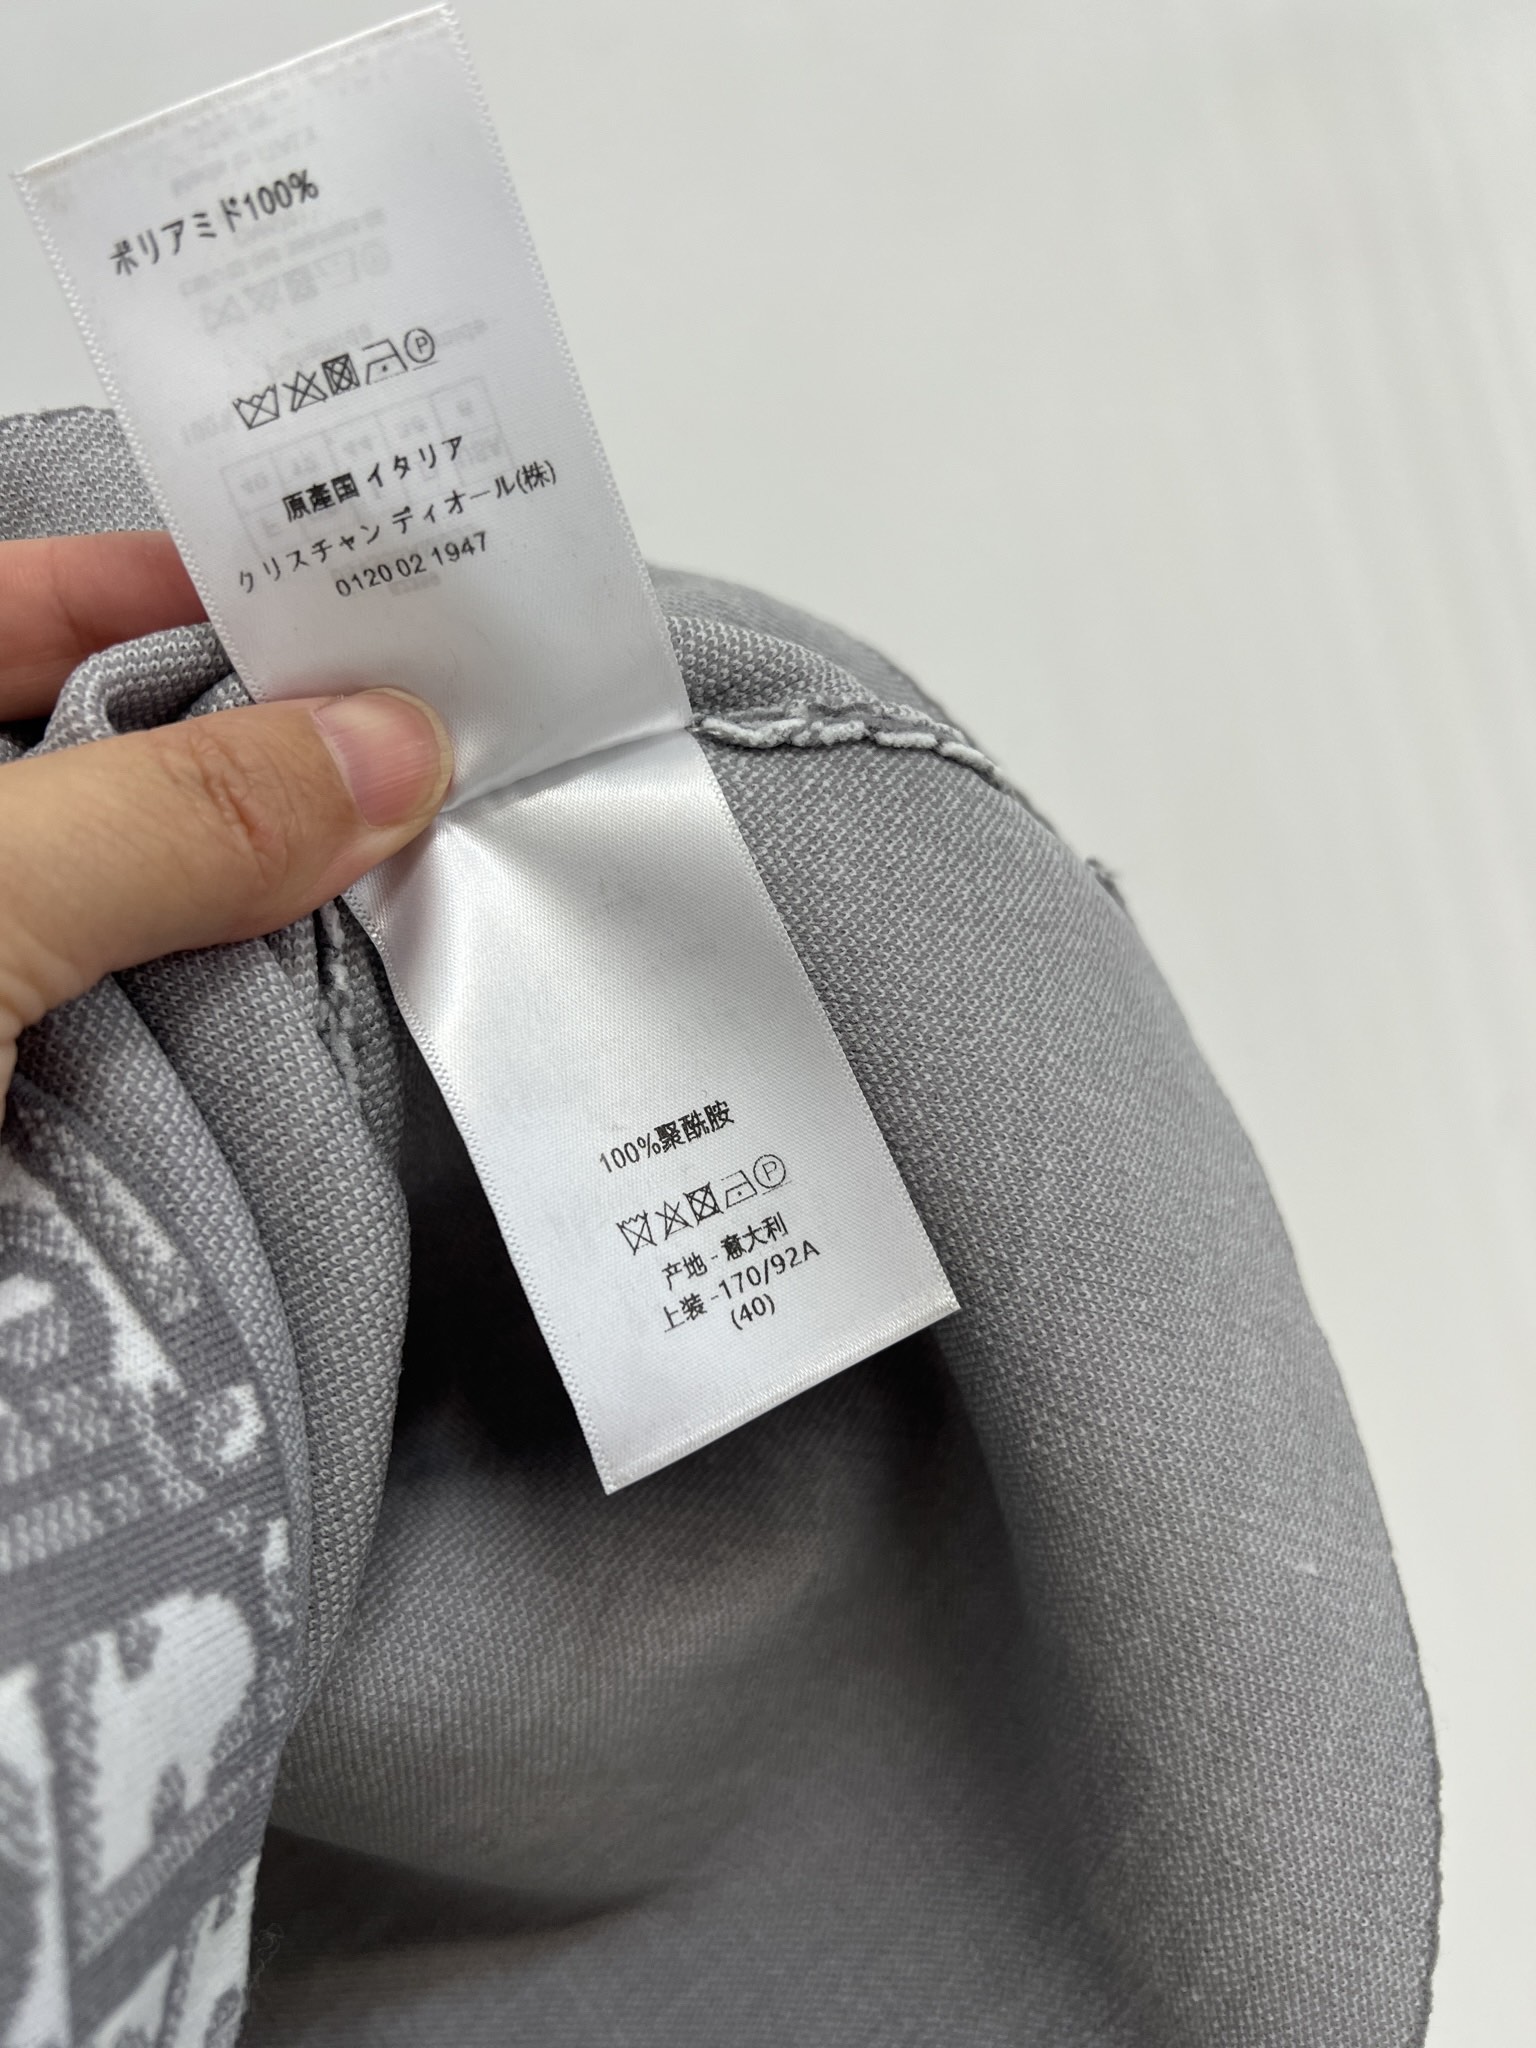 ポリアミド100%
P
原産国 イタリア
クリスチャン ディオール(株)
0120 02 1947
100%聚酰胺
P
产地 - 意大利
上装 -170/92A
(40)